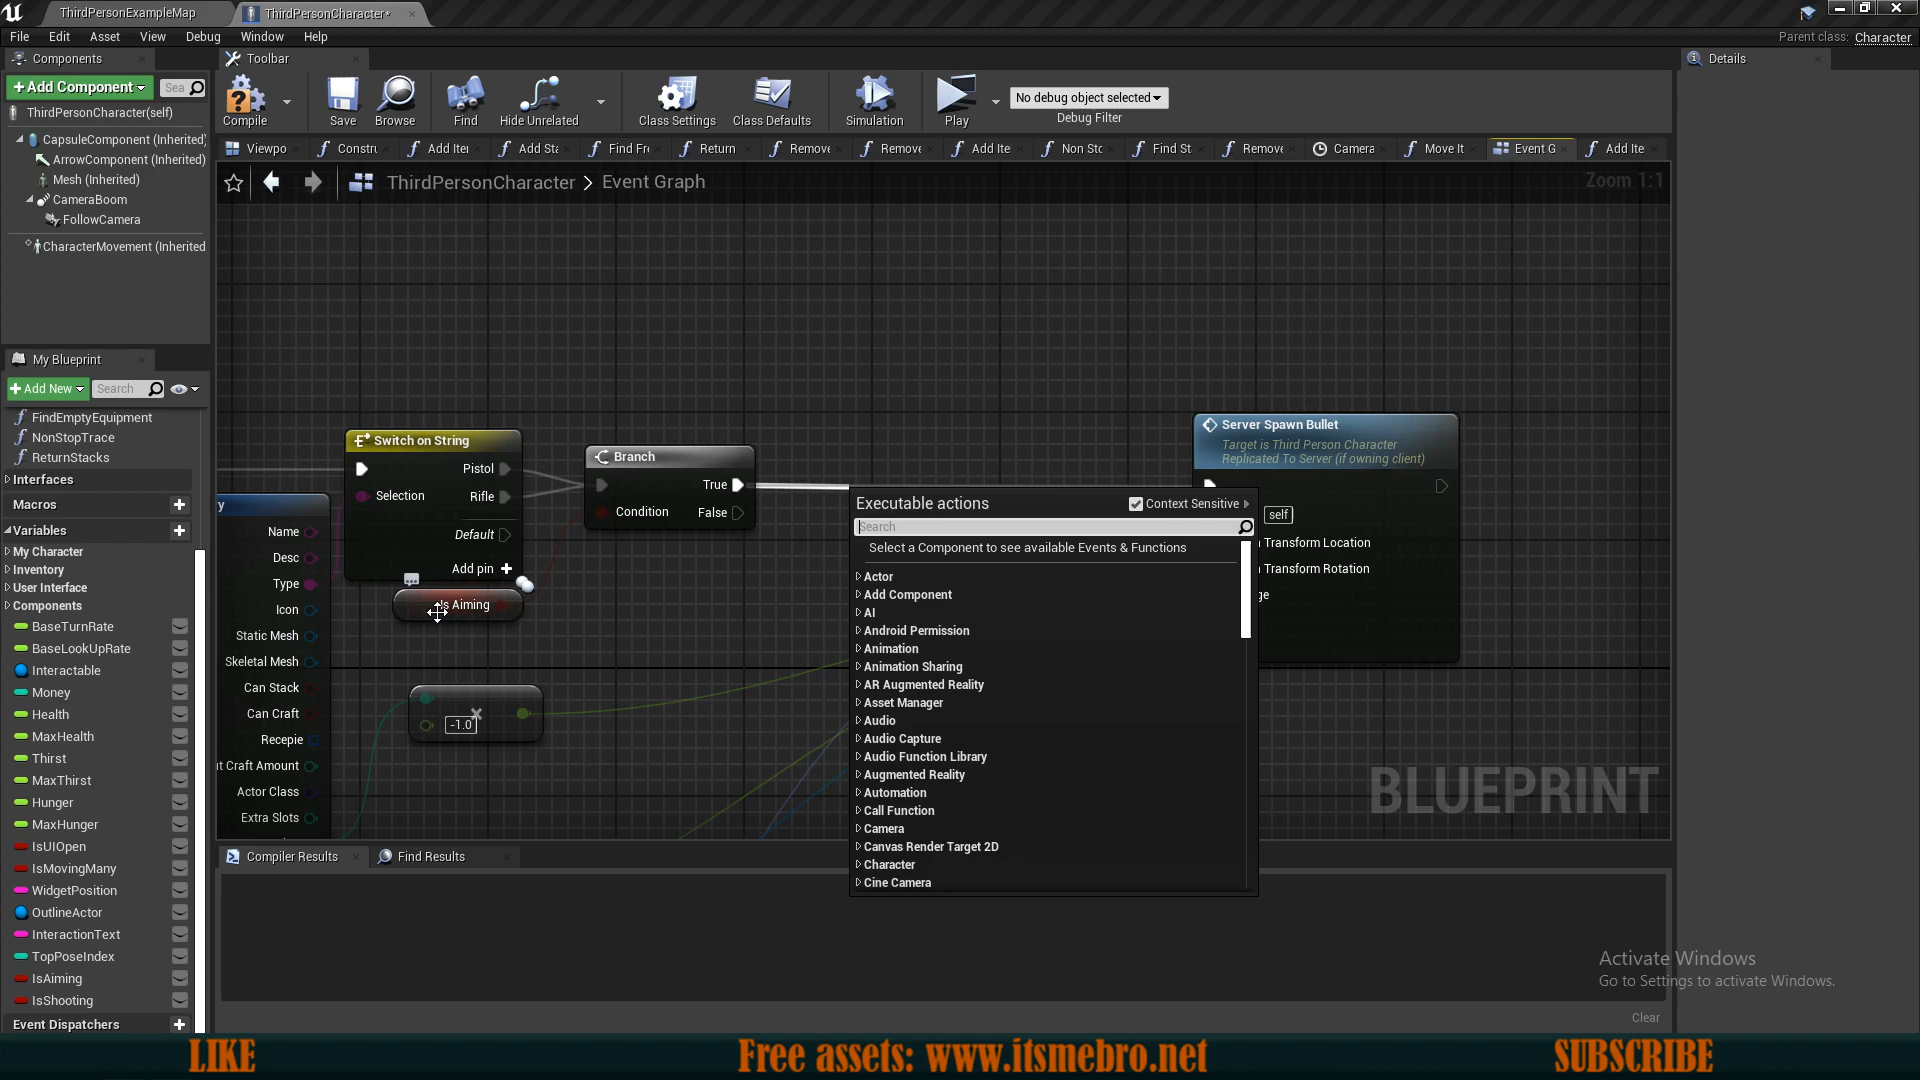 ThirdPersonExampleMap
ThirdPersonCharacter*
File Edit Asset View Debug Window Help
Parent class: Character
Components
Toolbar
Details
Add Component
Sea
ThirdPersonCharacter(self)
CapsuleComponent (Inherited)
ArrowComponent (Inherited)
Mesh (Inherited)
CameraBoom
FollowCamera
CharacterMovement (Inherited
Compile
Save
Browse
Find
Hide Unrelated
Class Settings
Class Defaults
Simulation
Play
No debug object selected
Debug Filter
Viewpo
Constru
Add Iter
Add Sta
Find Fr
Return
Remove
Remove
Add Ite
Non Sto
Find St
Remove
Camera
Move It
Event G
Add Ite
ThirdPersonCharacter > Event Graph
Zoom 1:1
My Blueprint
Add New
Search
FindEmptyEquipment
NonStopTrace
ReturnStacks
Interfaces
Macros
Variables
My Character
Inventory
User Interface
Components
BaseTurnRate
BaseLookUpRate
Interactable
Money
Health
MaxHealth
Thirst
MaxThirst
Hunger
MaxHunger
IsUIOpen
IsMovingMany
WidgetPosition
OutlineActor
InteractionText
TopPoseIndex
IsAiming
IsShooting
Event Dispatchers
y
Name
Desc
Type
Icon
Static Mesh
Skeletal Mesh
Can Stack
Can Craft
Recepie
t Craft Amount
Actor Class
Extra Slots
Switch on String
Pistol
Selection
Rifle
Default
Add pin
Is Aiming
-1.0
Branch
True
Condition
False
Server Spawn Bullet
Target is Third Person Character
Replicated To Server (if owning client)
self
Transform Location
Transform Rotation
ge
Executable actions
Context Sensitive
Search
Select a Component to see available Events & Functions
Actor
Add Component
AI
Android Permission
Animation
Animation Sharing
AR Augmented Reality
Asset Manager
Audio
Audio Capture
Audio Function Library
Augmented Reality
Automation
Call Function
Camera
Canvas Render Target 2D
Character
Cine Camera
BLUEPRINT
Compiler Results
Find Results
Clear
Activate Windows
Go to Settings to activate Windows.
LIKE
Free assets: www.itsmebro.net
SUBSCRIBE